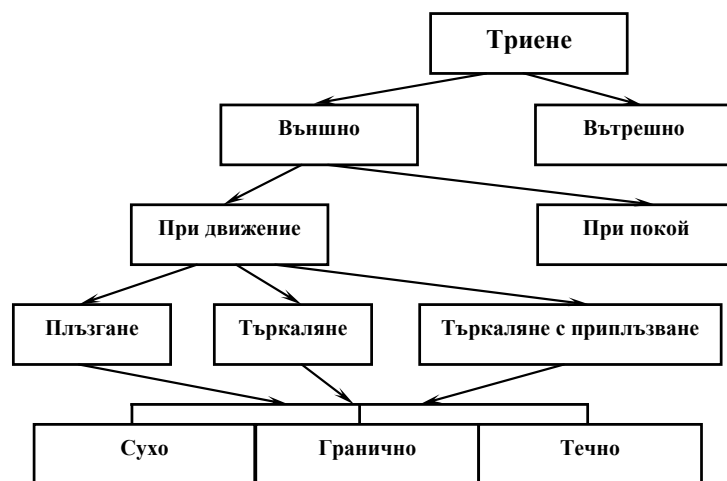 Триене
Външно
Вътрешно
При движение
При покой
Плъзгане
Търкаляне
Търкаляне с приплъзване
Сухо
Гранично
Течно